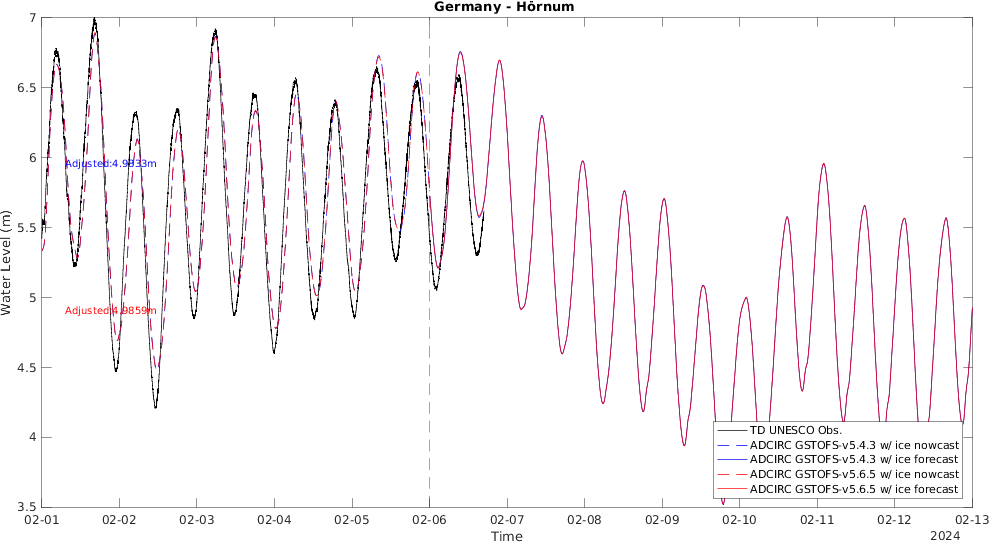 Germany - Hörnum
7
6.5
6
5.5
5
4.5
4
3.5
Water Level (m)
Adjusted:4.9833m
Adjusted:4.9859m
TD UNESCO Obs.
ADCIRC GSTOFS-v5.4.3 w/ ice nowcast
ADCIRC GSTOFS-v5.4.3 w/ ice forecast
ADCIRC GSTOFS-v5.6.5 w/ ice nowcast
ADCIRC GSTOFS-v5.6.5 w/ ice forecast
02-01 02-02 02-03 02-04 02-05 02-06 02-07 02-08 02-09 02-10 02-11 02-12 02-13
Time
2024